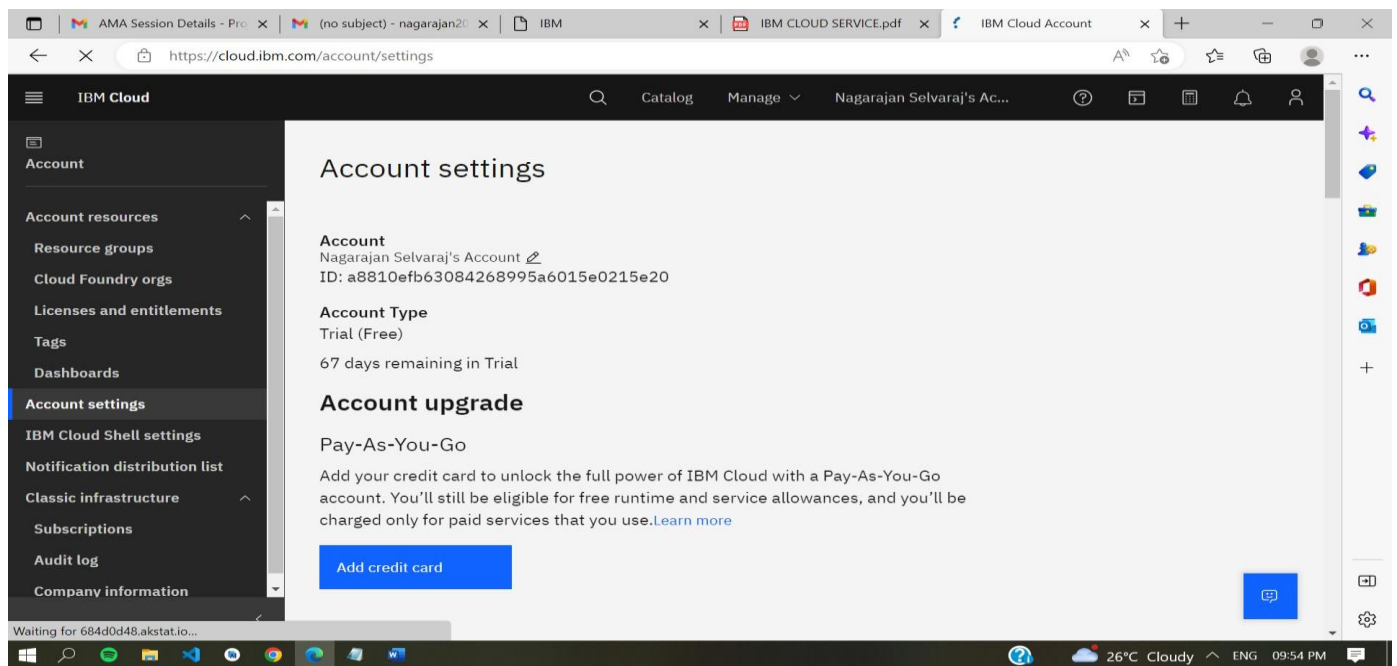 AMA Session Details - Pro
(no subject) - nagarajan20
IBM
IBM CLOUD SERVICE.pdf
IBM Cloud Account
https://cloud.ibm.com/account/settings
IBM Cloud
Catalog
Manage
Nagarajan Selvaraj's Ac...
Account
Account resources
Resource groups
Cloud Foundry orgs
Licenses and entitlements
Tags
Dashboards
Account settings
IBM Cloud Shell settings
Notification distribution list
Classic infrastructure
Subscriptions
Audit log
Company information
Waiting for 684d0d48.akstat.io...
Account settings
Account
Nagarajan Selvaraj's Account
ID: a8810efb63084268995a6015e0215e20
Account Type
Trial (Free)
67 days remaining in Trial
Account upgrade
Pay-As-You-Go
Add your credit card to unlock the full power of IBM Cloud with a Pay-As-You-Go
account. You'll still be eligible for free runtime and service allowances, and you'll be
charged only for paid services that you use.Learn more
Add credit card
26°C Cloudy
ENG
09:54 PM